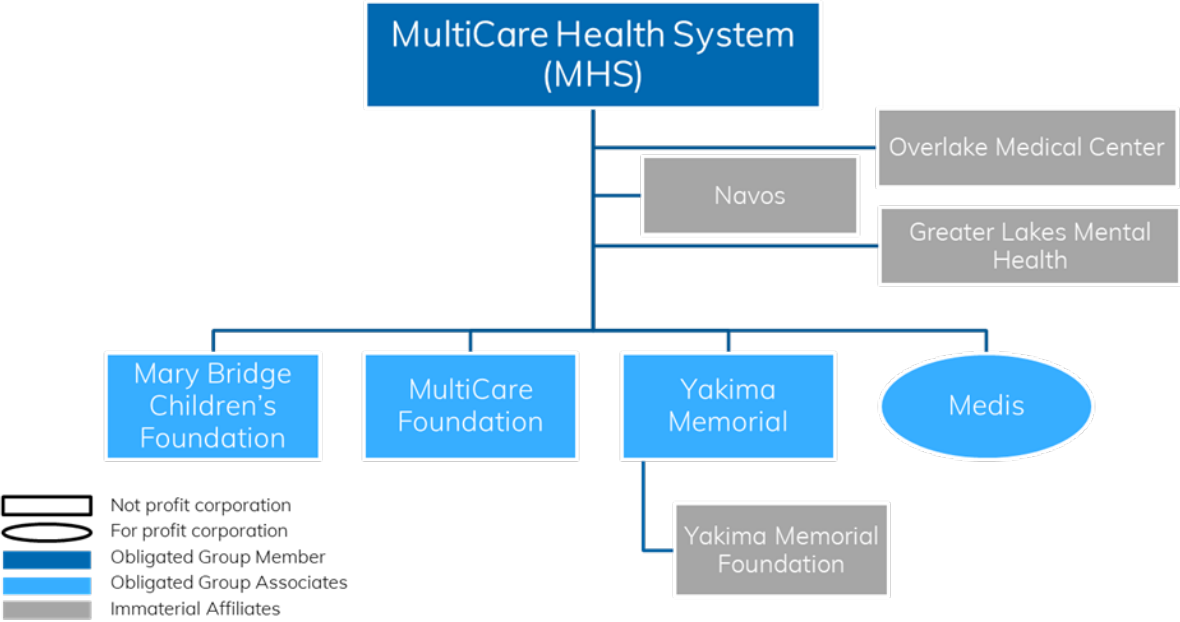 MultiCare Health System
(MHS)
Overlake Medical Center
Navos
Greater Lakes Mental
Health
Mary Bridge
Children’s
Foundation
MultiCare
Foundation
Yakima
Memorial
Medis
Yakima Memorial
Foundation
Not profit corporation
For profit corporation
Obligated Group Member
Obligated Group Associates
Immaterial Affiliates